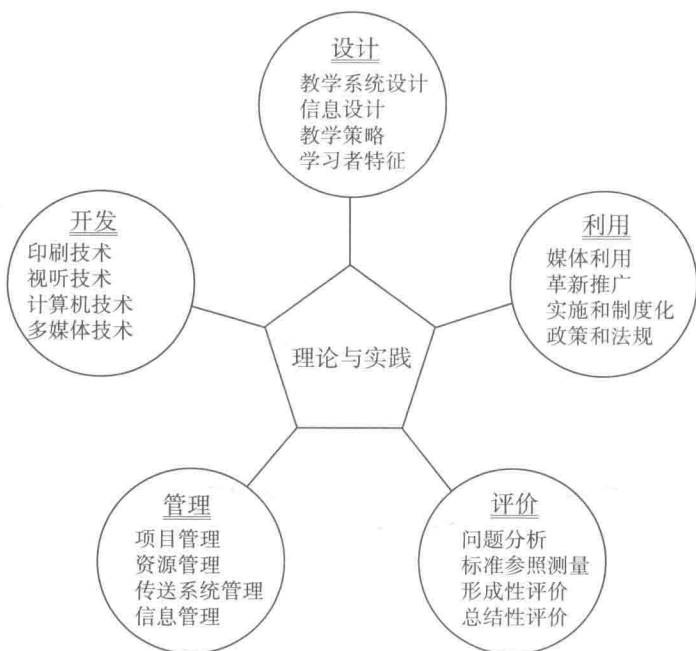 设计
教学系统设计
信息设计
教学策略
学习者特征
开发
印刷技术
视听技术
计算机技术
多媒体技术
利用
媒体利用
革新推广
实施和制度化
政策和法规
理论与实践
管理
项目管理
资源管理
传送系统管理
信息管理
评价
问题分析
标准参照测量
形成性评价
总结性评价